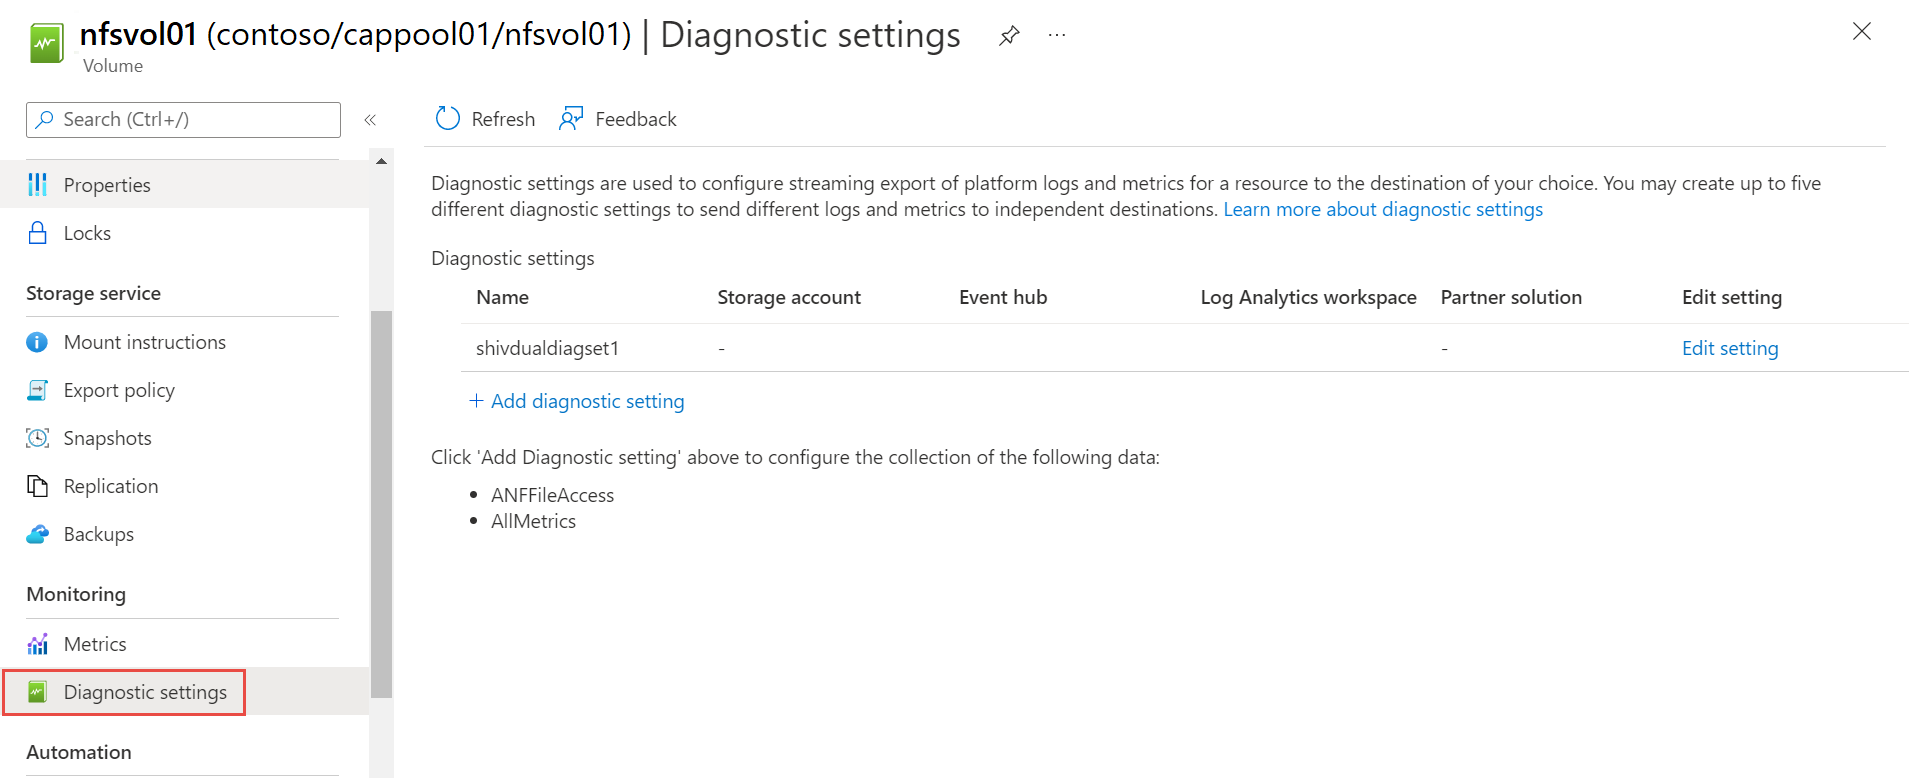 nfsvol01 (contoso/cappool01/nfsvol01) | Diagnostic settings
Volume
Search (Ctrl+/)
Properties
Locks
Storage service
Mount instructions
Export policy
Snapshots
Replication
Backups
Monitoring
Metrics
Diagnostic settings
Automation
Refresh
Feedback
Diagnostic settings are used to configure streaming export of platform logs and metrics for a resource to the destination of your choice. You may create up to five
different diagnostic settings to send different logs and metrics to independent destinations. Learn more about diagnostic settings
Diagnostic settings
Name Storage account Event hub Log Analytics workspace Partner solution Edit setting
shivdualdiagset1 - - Edit setting
+ Add diagnostic setting
Click 'Add Diagnostic setting' above to configure the collection of the following data:
• ANFFileAccess
• AllMetrics